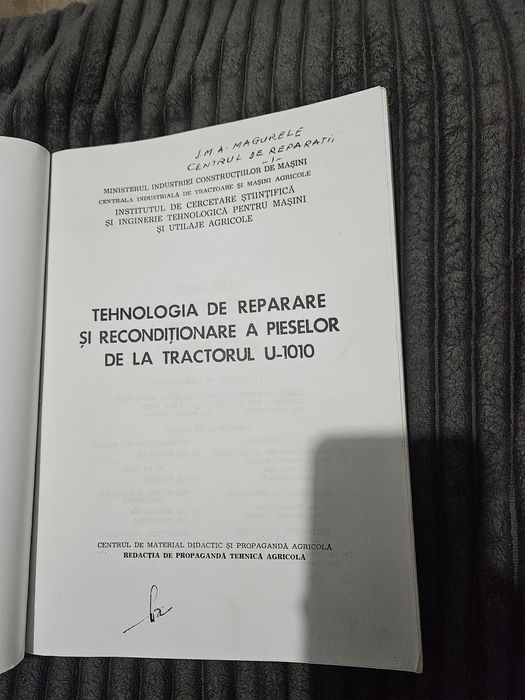 I.M.A. MAGURELE
CENTRUL DE REPARATII
-1-
MINISTERUL INDUSTRIEI CONSTRUCȚIILOR DE MAȘINI
CENTRALA INDUSTRIALA DE TRACTOARE ȘI MAȘINI AGRICOLE
INSTITUTUL DE CERCETARE ȘTIINȚIFICĂ
ȘI INGINERIE TEHNOLOGICĂ PENTRU MAȘINI
ȘI UTILAJE AGRICOLE
TEHNOLOGIA DE REPARARE
ȘI RECONDIȚIONARE A PIESELOR
DE LA TRACTORUL U-1010
CENTRUL DE MATERIAL DIDACTIC ȘI PROPAGANDĂ AGRICOLĂ
REDACȚIA DE PROPAGANDĂ TEHNICĂ AGRICOLĂ